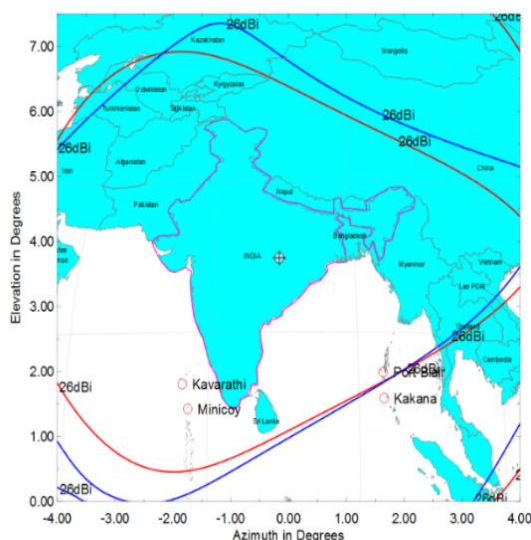 7.00
6.00
5.00
4.00
3.00
2.00
1.00
0.00
Elevation in Degrees
26dBi
Kazakhstan
Mongolia
Uzbekistan
Kyrgyzstan
Turkmenistan
Tajikistan
26dBi
26dBi
26dBi
Iran
Afganistan
China
Pakistan
Nepal
Bangladesh
INDIA
Myanmar
Vietnam
Lao PDR
Thailand
26dBi
Cambodia
26dBi
Kavarathi
Port Blair
26dBi
Minicoy
Kakana
Sri Lanka
26dBi
26dBi
-4.00 -3.00 -2.00 -1.00 -0.00 1.00 2.00 3.00 4.00
Azimuth in Degrees